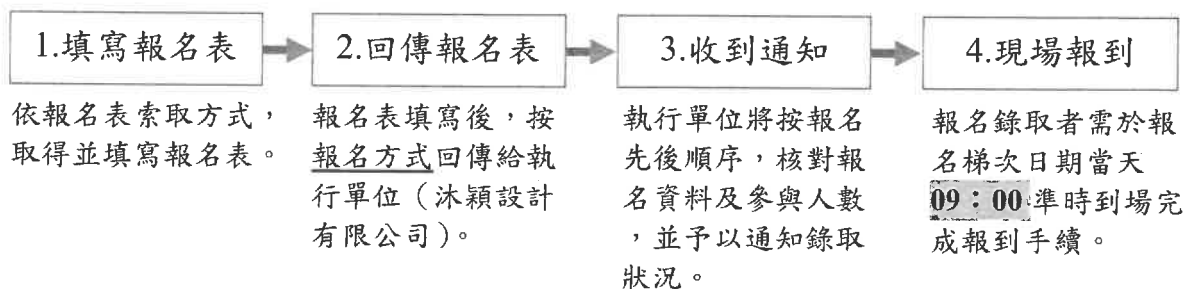 1.填寫報名表
依報名表索取方式，
取得並填寫報名表。
2.回傳報名表
報名表填寫後，按
報名方式回傳給執
行單位（沐穎設計
有限公司）。
3.收到通知
執行單位將按報名
先後順序，核對報
名資料及參與人數
，並予以通知錄取
狀況。
4.現場報到
報名錄取者需於報
名梯次日期當天
09：00準時到場完
成報到手續。